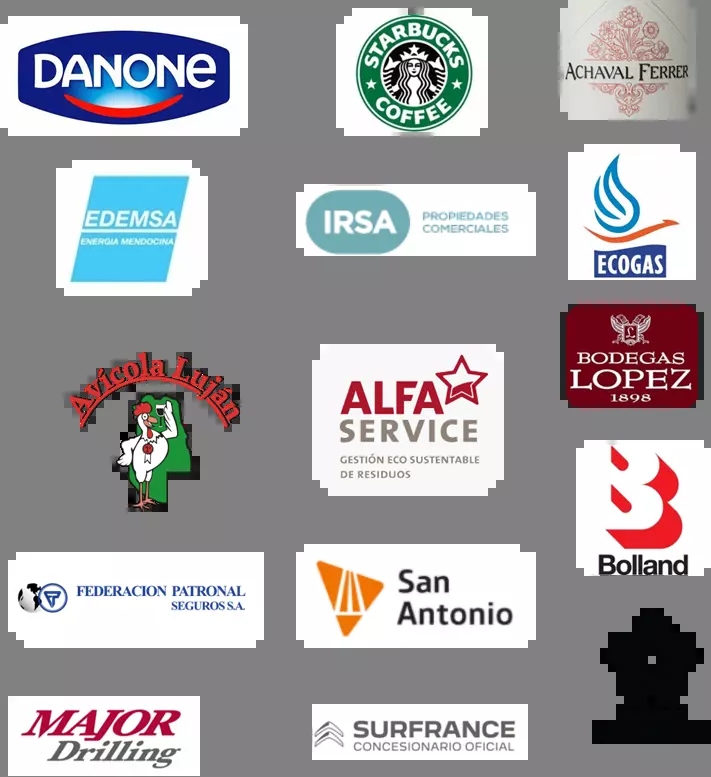 DANONE
STARBUCKS
COFFEE
ACHAVAL FERRER
EDEMSA
ENERGIA MENDOCINA
IRSA
PROPIEDADES
COMERCIALES
ECOGAS
Avícola Luján
ALFA
SERVICE
GESTIÓN ECO SUSTENTABLE
DE RESIDUOS
L
BODEGAS
LOPEZ
1898
Bolland
FEDERACION PATRONAL
SEGUROS S.A.
San
Antonio
MAJOR
Drilling
SURFRANCE
CONCESIONARIO OFICIAL